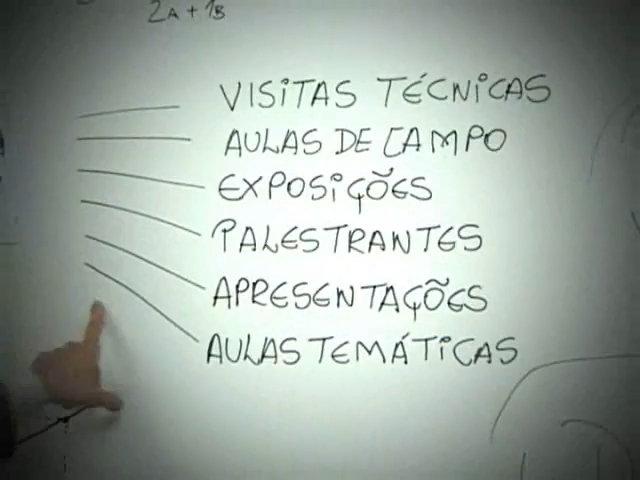 2A + 1B
VISITAS TÉCNICAS
AULAS DE CAMPO
EXPOSIÇÕES
PALESTRANTES
APRESENTAÇÕES
AULAS TEMÁTICAS